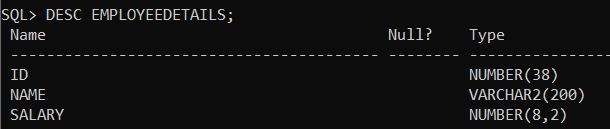 SQL> DESC EMPLOYEEDETAILS;
Name Null? Type
----------------------------------------- -------- ----------------
ID NUMBER(38)
NAME VARCHAR2(200)
SALARY NUMBER(8,2)